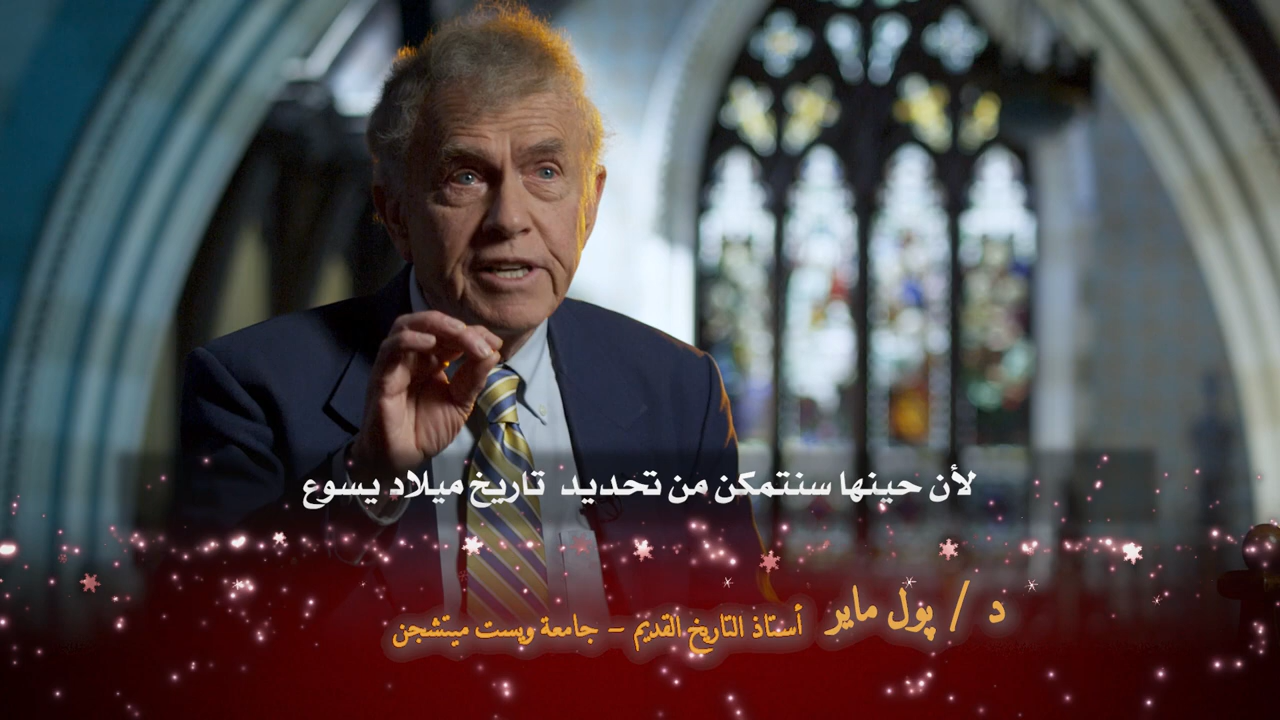 لأن حينها سنتمكن من تحديد تاريخ ميلاد يسوع
د / پول ماير أستاذ التاريخ القديم – جامعة ويست ميتشجن